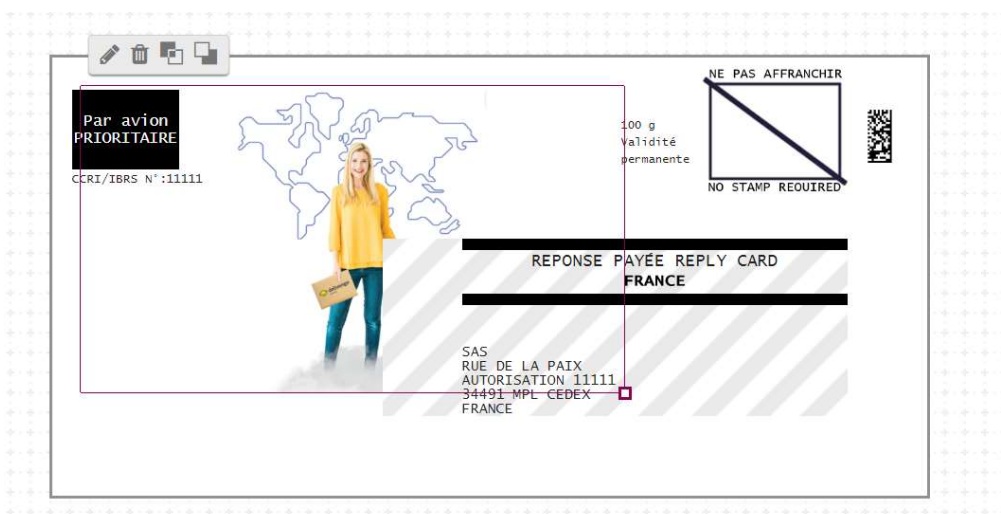 NE PAS AFFRANCHIR
Par avion
PRIORITAIRE
100 g
Validité
permanente
CCRI/IBRS N°:11111
NO STAMP REQUIRED
REPONSE PAYÉE REPLY CARD
FRANCE
SAS
RUE DE LA PAIX
AUTORISATION 11111
34491 MPL CEDEX
FRANCE